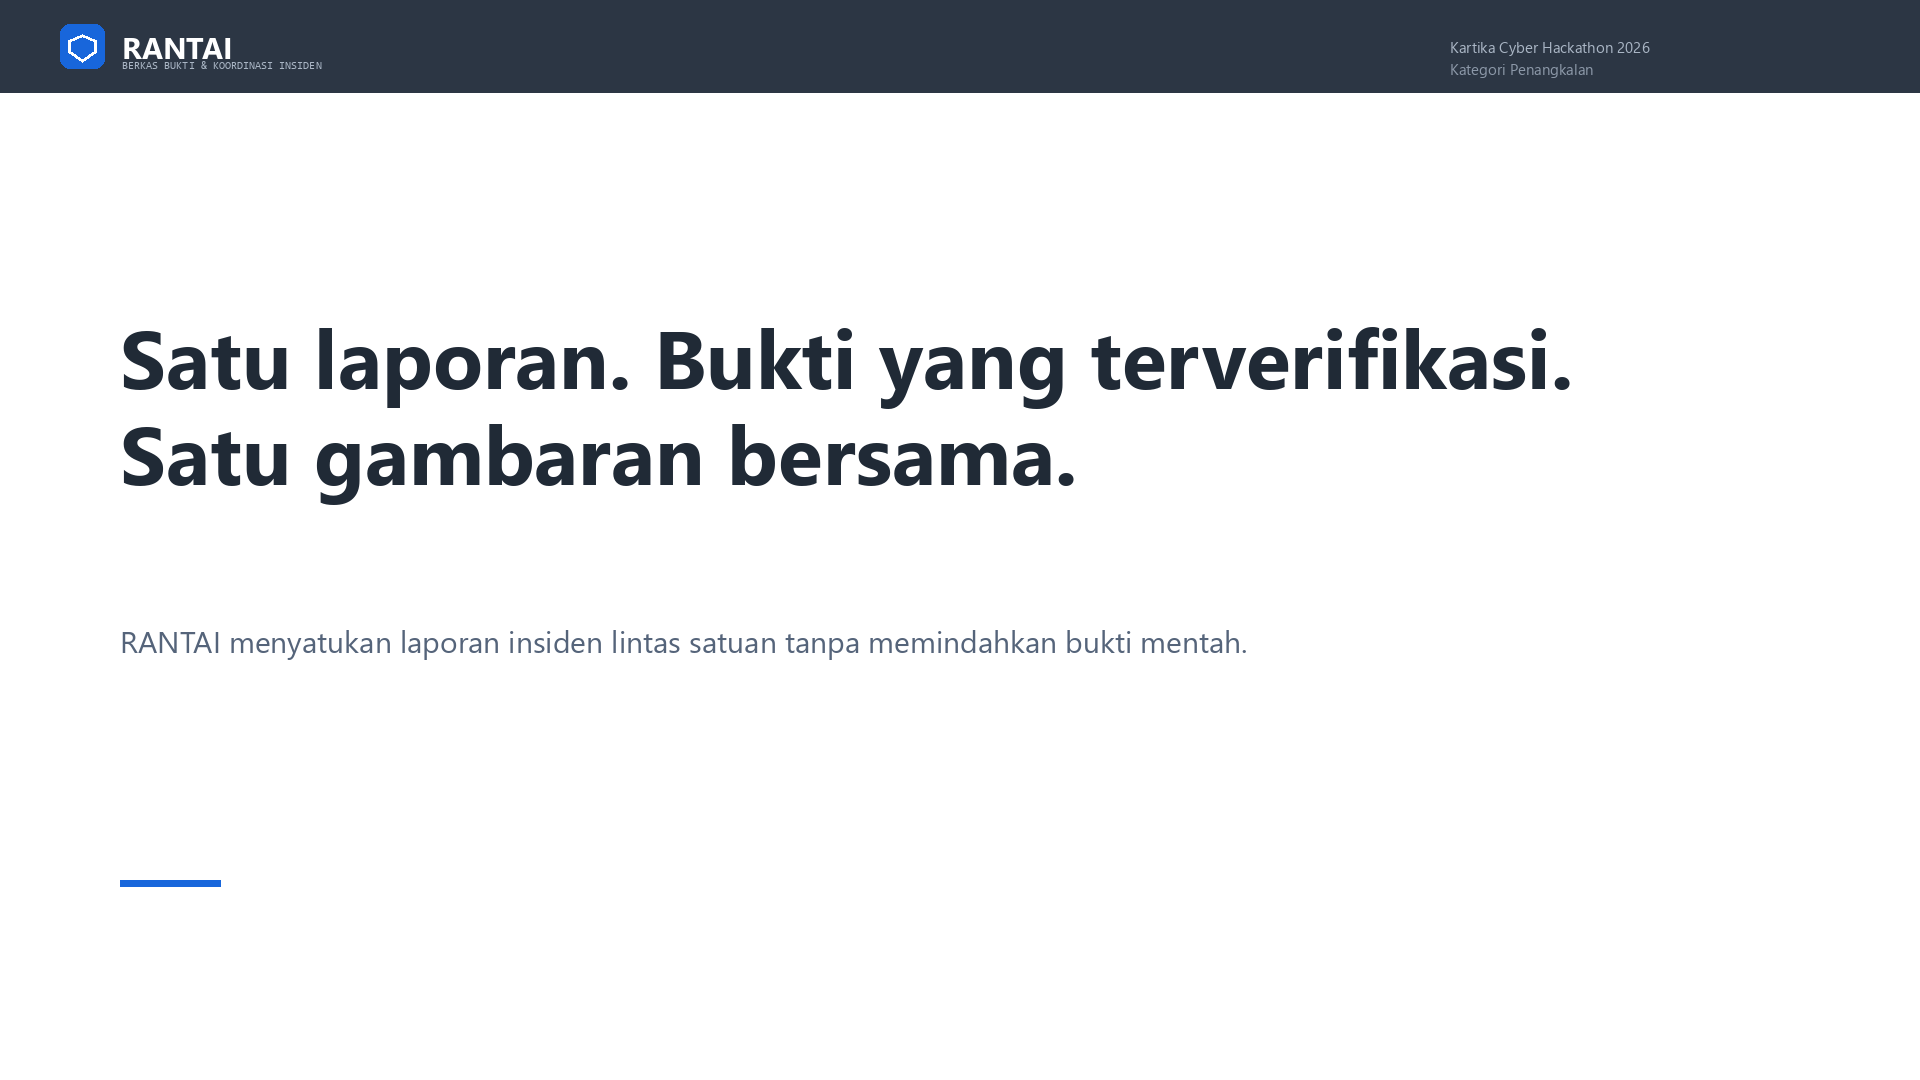 RANTAI
BERKAS BUKTI & KOORDINASI INSIDEN
Kartika Cyber Hackathon 2026
Kategori Penangkalan
Satu laporan. Bukti yang terverifikasi.
Satu gambaran bersama.
RANTAI menyatukan laporan insiden lintas satuan tanpa memindahkan bukti mentah.